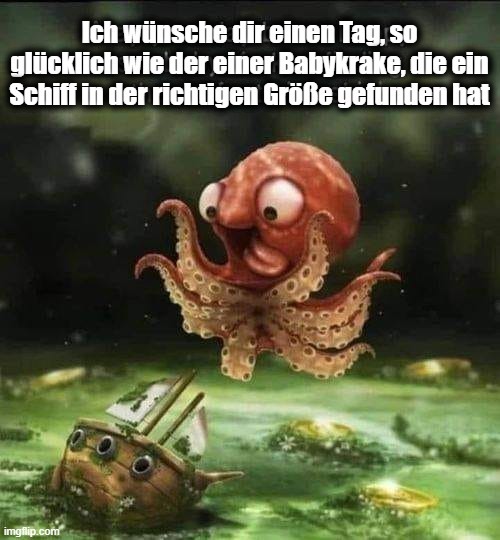 Ich wünsche dir einen Tag, so
glücklich wie der einer Babykrake, die ein
Schiff in der richtigen Größe gefunden hat
imgflip.com